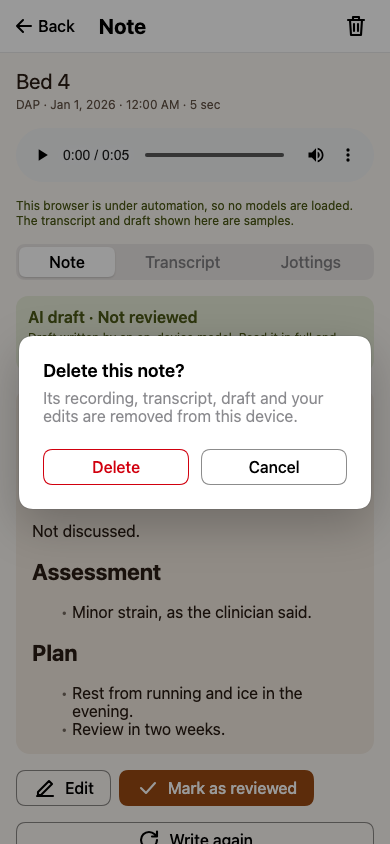 Back
Note
Bed 4
DAP · Jan 1, 2026 · 12:00 AM · 5 sec
0:00 / 0:05
This browser is under automation, so no models are loaded.
The transcript and draft shown here are samples.
Note
Transcript
Jottings
AI draft · Not reviewed
Delete this note?
Its recording, transcript, draft and your
edits are removed from this device.
Delete
Cancel
Not discussed.
Assessment
• Minor strain, as the clinician said.
Plan
• Rest from running and ice in the
evening.
• Review in two weeks.
Edit
Mark as reviewed
Write again